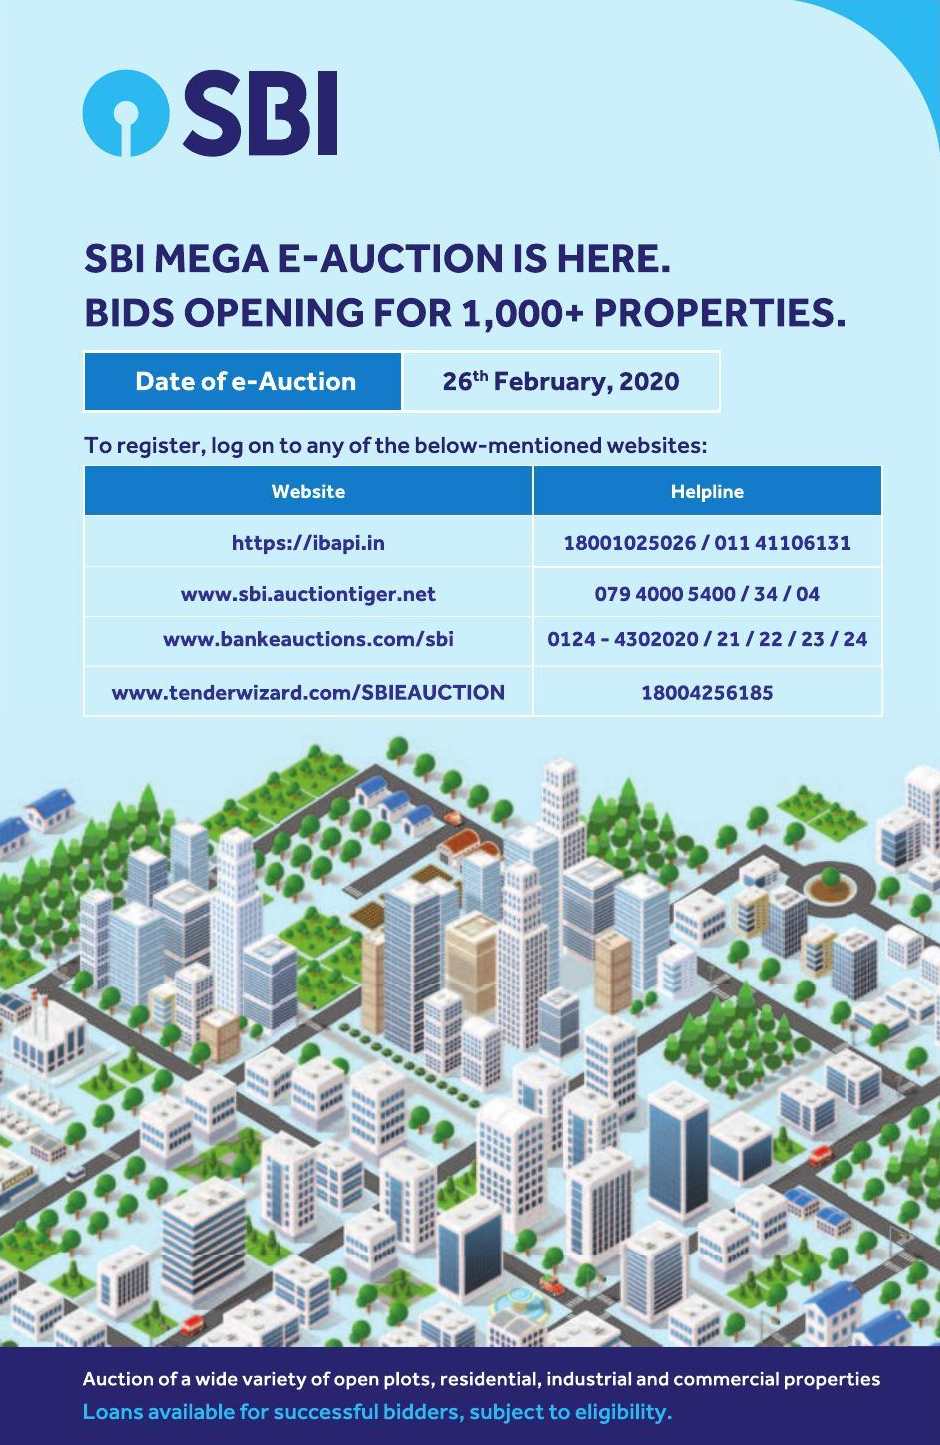 SBI
SBI MEGA E-AUCTION IS HERE.
BIDS OPENING FOR 1,000+ PROPERTIES.
Date of e-Auction 26th February, 2020
To register, log on to any of the below-mentioned websites:
Website Helpline
https://ibapi.in 18001025026 / 011 41106131
www.sbi.auctiontiger.net 079 4000 5400 / 34 / 04
www.bankeauctions.com/sbi 0124 - 4302020 / 21 / 22 / 23 / 24
www.tenderwizard.com/SBIEAUCTION 18004256185
Auction of a wide variety of open plots, residential, industrial and commercial properties
Loans available for successful bidders, subject to eligibility.